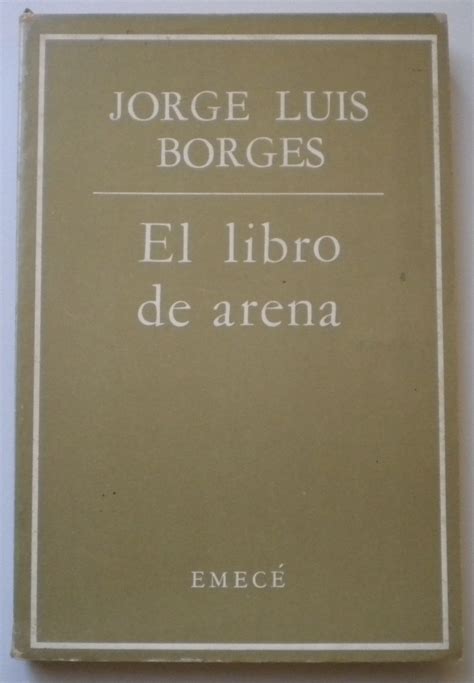 JORGE LUIS
BORGES
El libro
de arena
EMECÉ